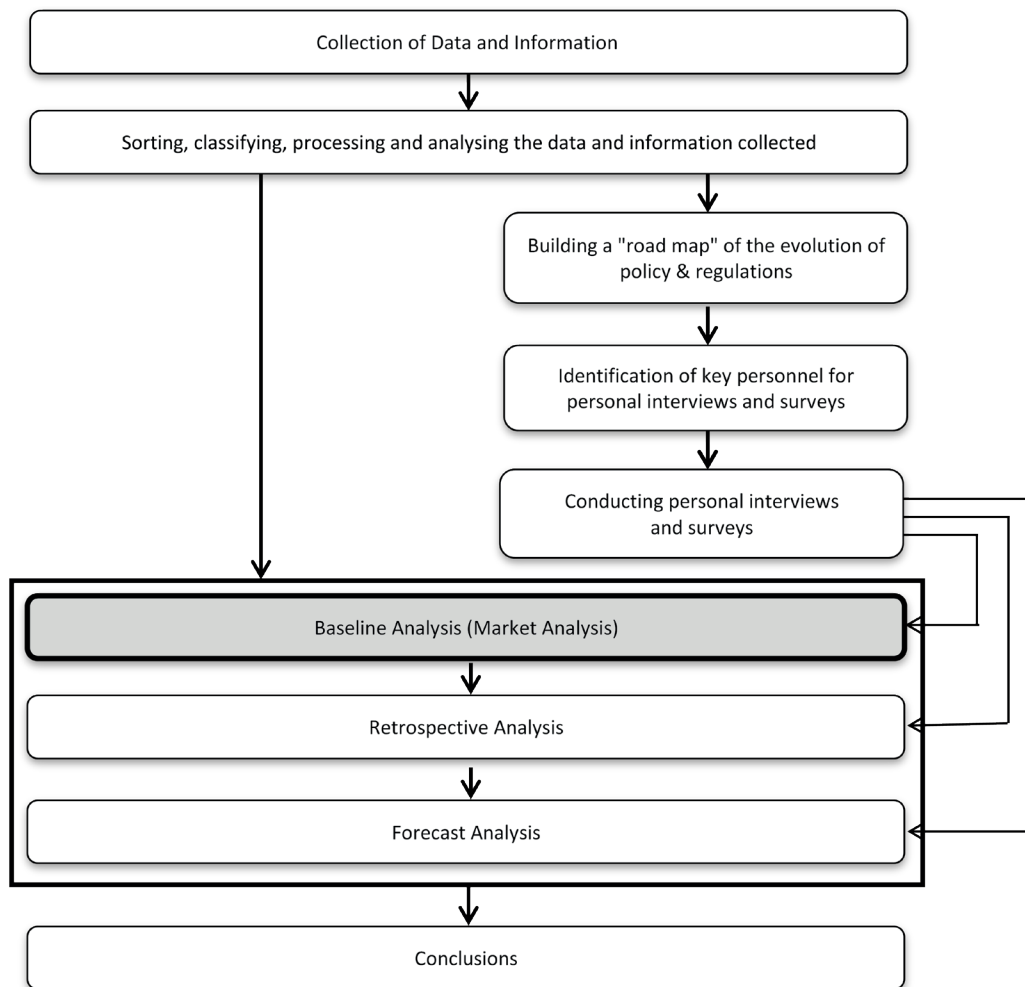 Collection of Data and Information
Sorting, classifying, processing and analysing the data and information collected
Building a "road map" of the evolution of
policy & regulations
Identification of key personnel for
personal interviews and surveys
Conducting personal interviews
and surveys
Baseline Analysis (Market Analysis)
Retrospective Analysis
Forecast Analysis
Conclusions